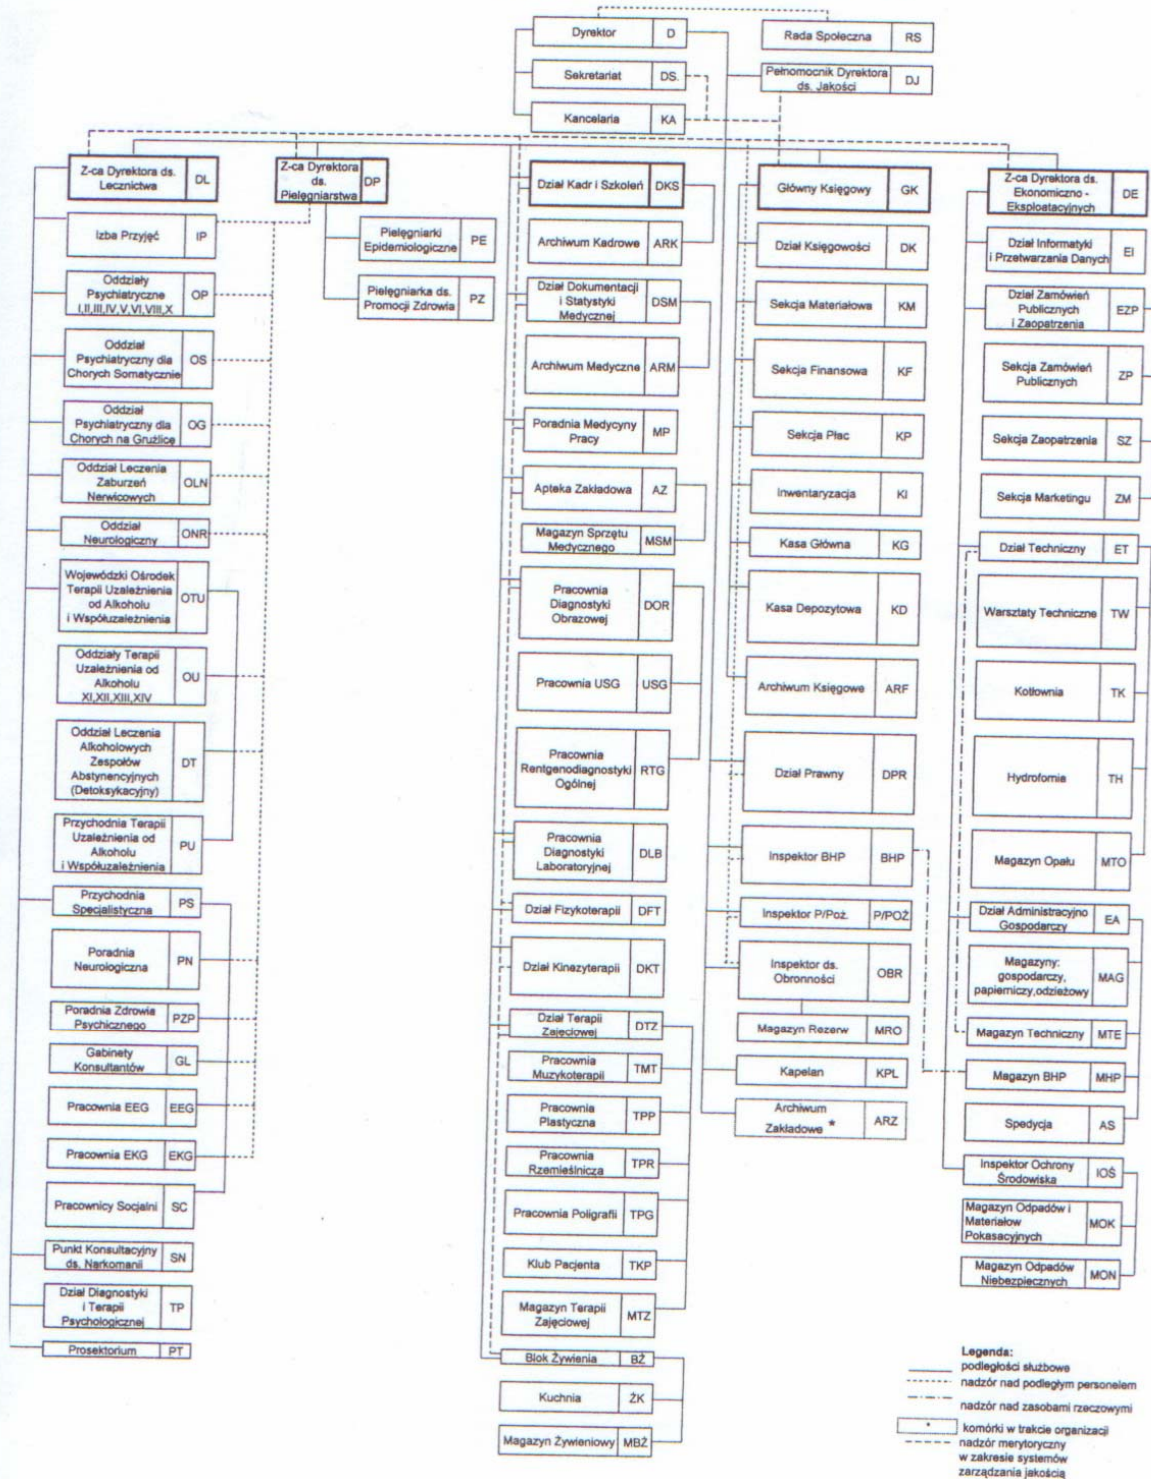 Dyrektor
D
Rada Społeczna
RS
Sekretariat
DS.
Pełnomocnik Dyrektora
ds. Jakości
DJ
Kancelaria
KA
Z-ca Dyrektora ds.
Lecznictwa
DL
Izba Przyjęć
IP
Oddziały
Psychiatryczne
I,II,III,IV,V,VI,VIII,X
OP
Oddział
Psychiatryczny dla
Chorych Somatycznie
OS
Oddział
Psychiatryczny dla
Chorych na Gruźlicę
OG
Oddział Leczenia
Zaburzeń
Nerwicowych
OLN
Oddział
Neurologiczny
ONR
Wojewódzki Ośrodek
Terapii Uzależnienia
od Alkoholu
i Współuzależnienia
OTU
Oddziały Terapii
Uzależnienia od
Alkoholu
XI,XII,XIII,XIV
OU
Oddział Leczenia
Alkoholowych
Zespołów
Abstynencyjnych
(Detoksykacyjny)
DT
Przychodnia Terapii
Uzależnienia od
Alkoholu
i Współuzależnienia
PU
Przychodnia
Specjalistyczna
PS
Poradnia
Neurologiczna
PN
Poradnia Zdrowia
Psychicznego
PZP
Gabinety
Konsultantów
GL
Pracownia EEG
EEG
Pracownia EKG
EKG
Pracownicy Socjalni
SC
Punkt Konsultacyjny
ds. Narkomanii
SN
Dział Diagnostyki
i Terapii
Psychologicznej
TP
Prosektorium
PT
Z-ca Dyrektora
ds.
Pielęgniarstwa
DP
Pielęgniarki
Epidemiologiczne
PE
Pielęgniarka ds.
Promocji Zdrowia
PZ
Dział Kadr i Szkoleń
DKS
Archiwum Kadrowe
ARK
Dział Dokumentacji
i Statystyki
Medycznej
DSM
Archiwum Medyczne
ARM
Poradnia Medycyny
Pracy
MP
Apteka Zakładowa
AZ
Magazyn Sprzętu
Medycznego
MSM
Pracownia
Diagnostyki
Obrazowej
DOR
Pracownia USG
USG
Pracownia
Rentgenodiagnostyki
Ogólnej
RTG
Pracownia
Diagnostyki
Laboratoryjnej
DLB
Dział Fizykoterapii
DFT
Dział Kinezyterapii
DKT
Dział Terapii
Zajęciowej
DTZ
Pracownia
Muzykoterapii
TMT
Pracownia
Plastyczna
TPP
Pracownia
Rzemieślnicza
TPR
Pracownia Poligrafii
TPG
Klub Pacjenta
TKP
Magazyn Terapii
Zajęciowej
MTZ
Blok Żywienia
BŻ
Kuchnia
ŻK
Magazyn Żywieniowy
MBŻ
Główny Księgowy
GK
Dział Księgowości
DK
Sekcja Materiałowa
KM
Sekcja Finansowa
KF
Sekcja Płac
KP
Inwentaryzacja
KI
Kasa Główna
KG
Kasa Depozytowa
KD
Archiwum Księgowe
ARF
Dział Prawny
DPR
Inspektor BHP
BHP
Inspektor P/Poż.
P/POŻ
Inspektor ds.
Obronności
OBR
Magazyn Rezerw
MRO
Kapelan
KPL
Archiwum
Zakładowe *
ARZ
Z-ca Dyrektora ds.
Ekonomiczno -
Eksploatacyjnych
DE
Dział Informatyki
i Przetwarzania Danych
EI
Dział Zamówień
Publicznych
i Zaopatrzenia
EZP
Sekcja Zamówień
Publicznych
ZP
Sekcja Zaopatrzenia
SZ
Sekcja Marketingu
ZM
Dział Techniczny
ET
Warsztaty Techniczne
TW
Kotłownia
TK
Hydrofornia
TH
Magazyn Opału
MTO
Dział Administracyjno
Gospodarczy
EA
Magazyny:
gospodarczy,
papierniczy,odzieżowy
MAG
Magazyn Techniczny
MTE
Magazyn BHP
MHP
Spedycja
AS
Inspektor Ochrony
Środowiska
IOŚ
Magazyn Odpadów i
Materiałow
Pokasacyjnych
MOK
Magazyn Odpadów
Niebezpiecznych
MON
Legenda:
podległości służbowe
nadzór nad podległym personelem
nadzór nad zasobami rzeczowymi
* komórki w trakcie organizacji
nadzór merytoryczny
w zakresie systemów
zarządzania jakością